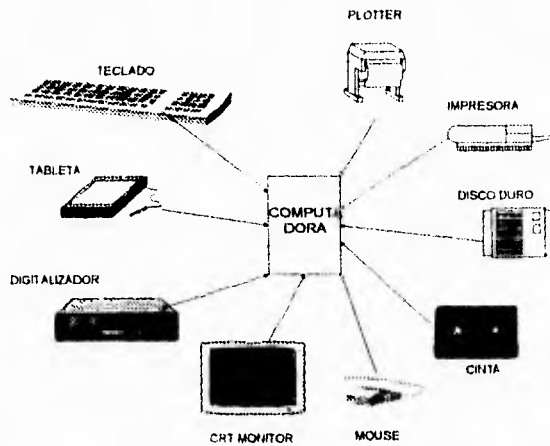 PLOTTER
TECLADO
IMPRESORA
TABLETA
DISCO DURO
COMPUTA
DORA
DIGITALIZADOR
CINTA
CRT MONITOR
MOUSE